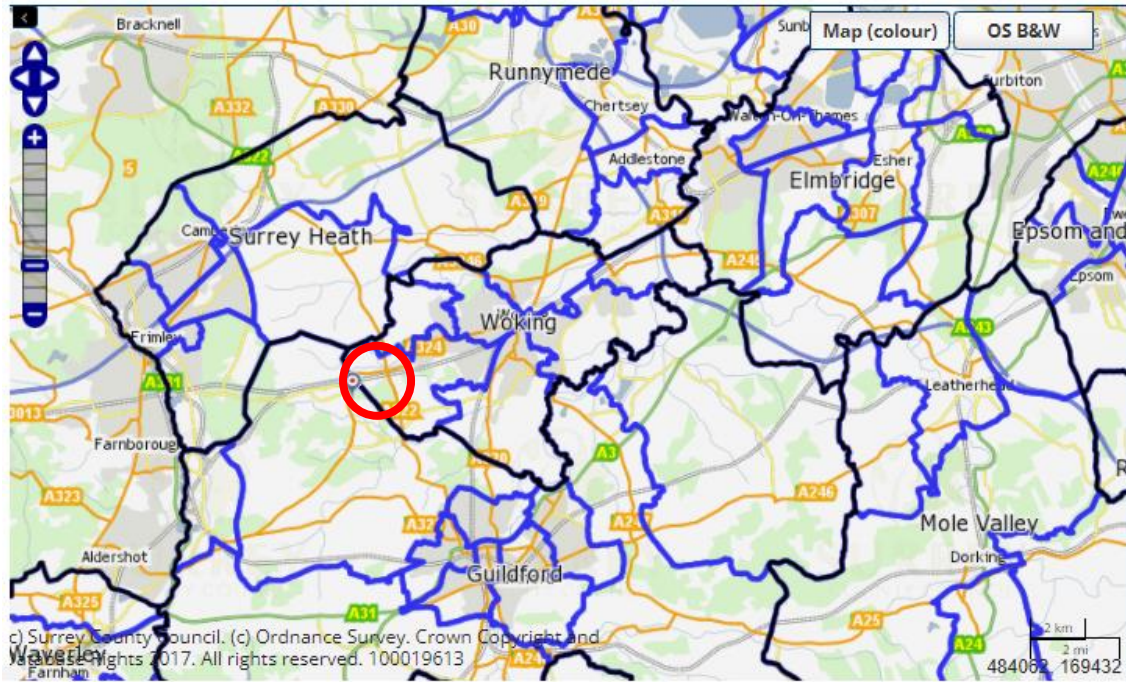 Bracknell
A30
Map (colour)
OS B&W
Runnymede
Surbiton
A332
A330
Chertsey
Addlestone
Esher
Elmbridge
A307
Surrey Heath
Epsom and
Epsom
A245
Woking
Frimley
A324
A331
A322
A243
Leatherhead
Farnborough
A3
A323
A246
Mole Valley
Aldershot
Dorking
Guildford
A325
A31
A25
A24
c) Surrey County Council. (c) Ordnance Survey. Crown Copyright and
Database Rights 2017. All rights reserved. 100019613
2 km
2 mi
484062, 169432
Waverley
Farnham